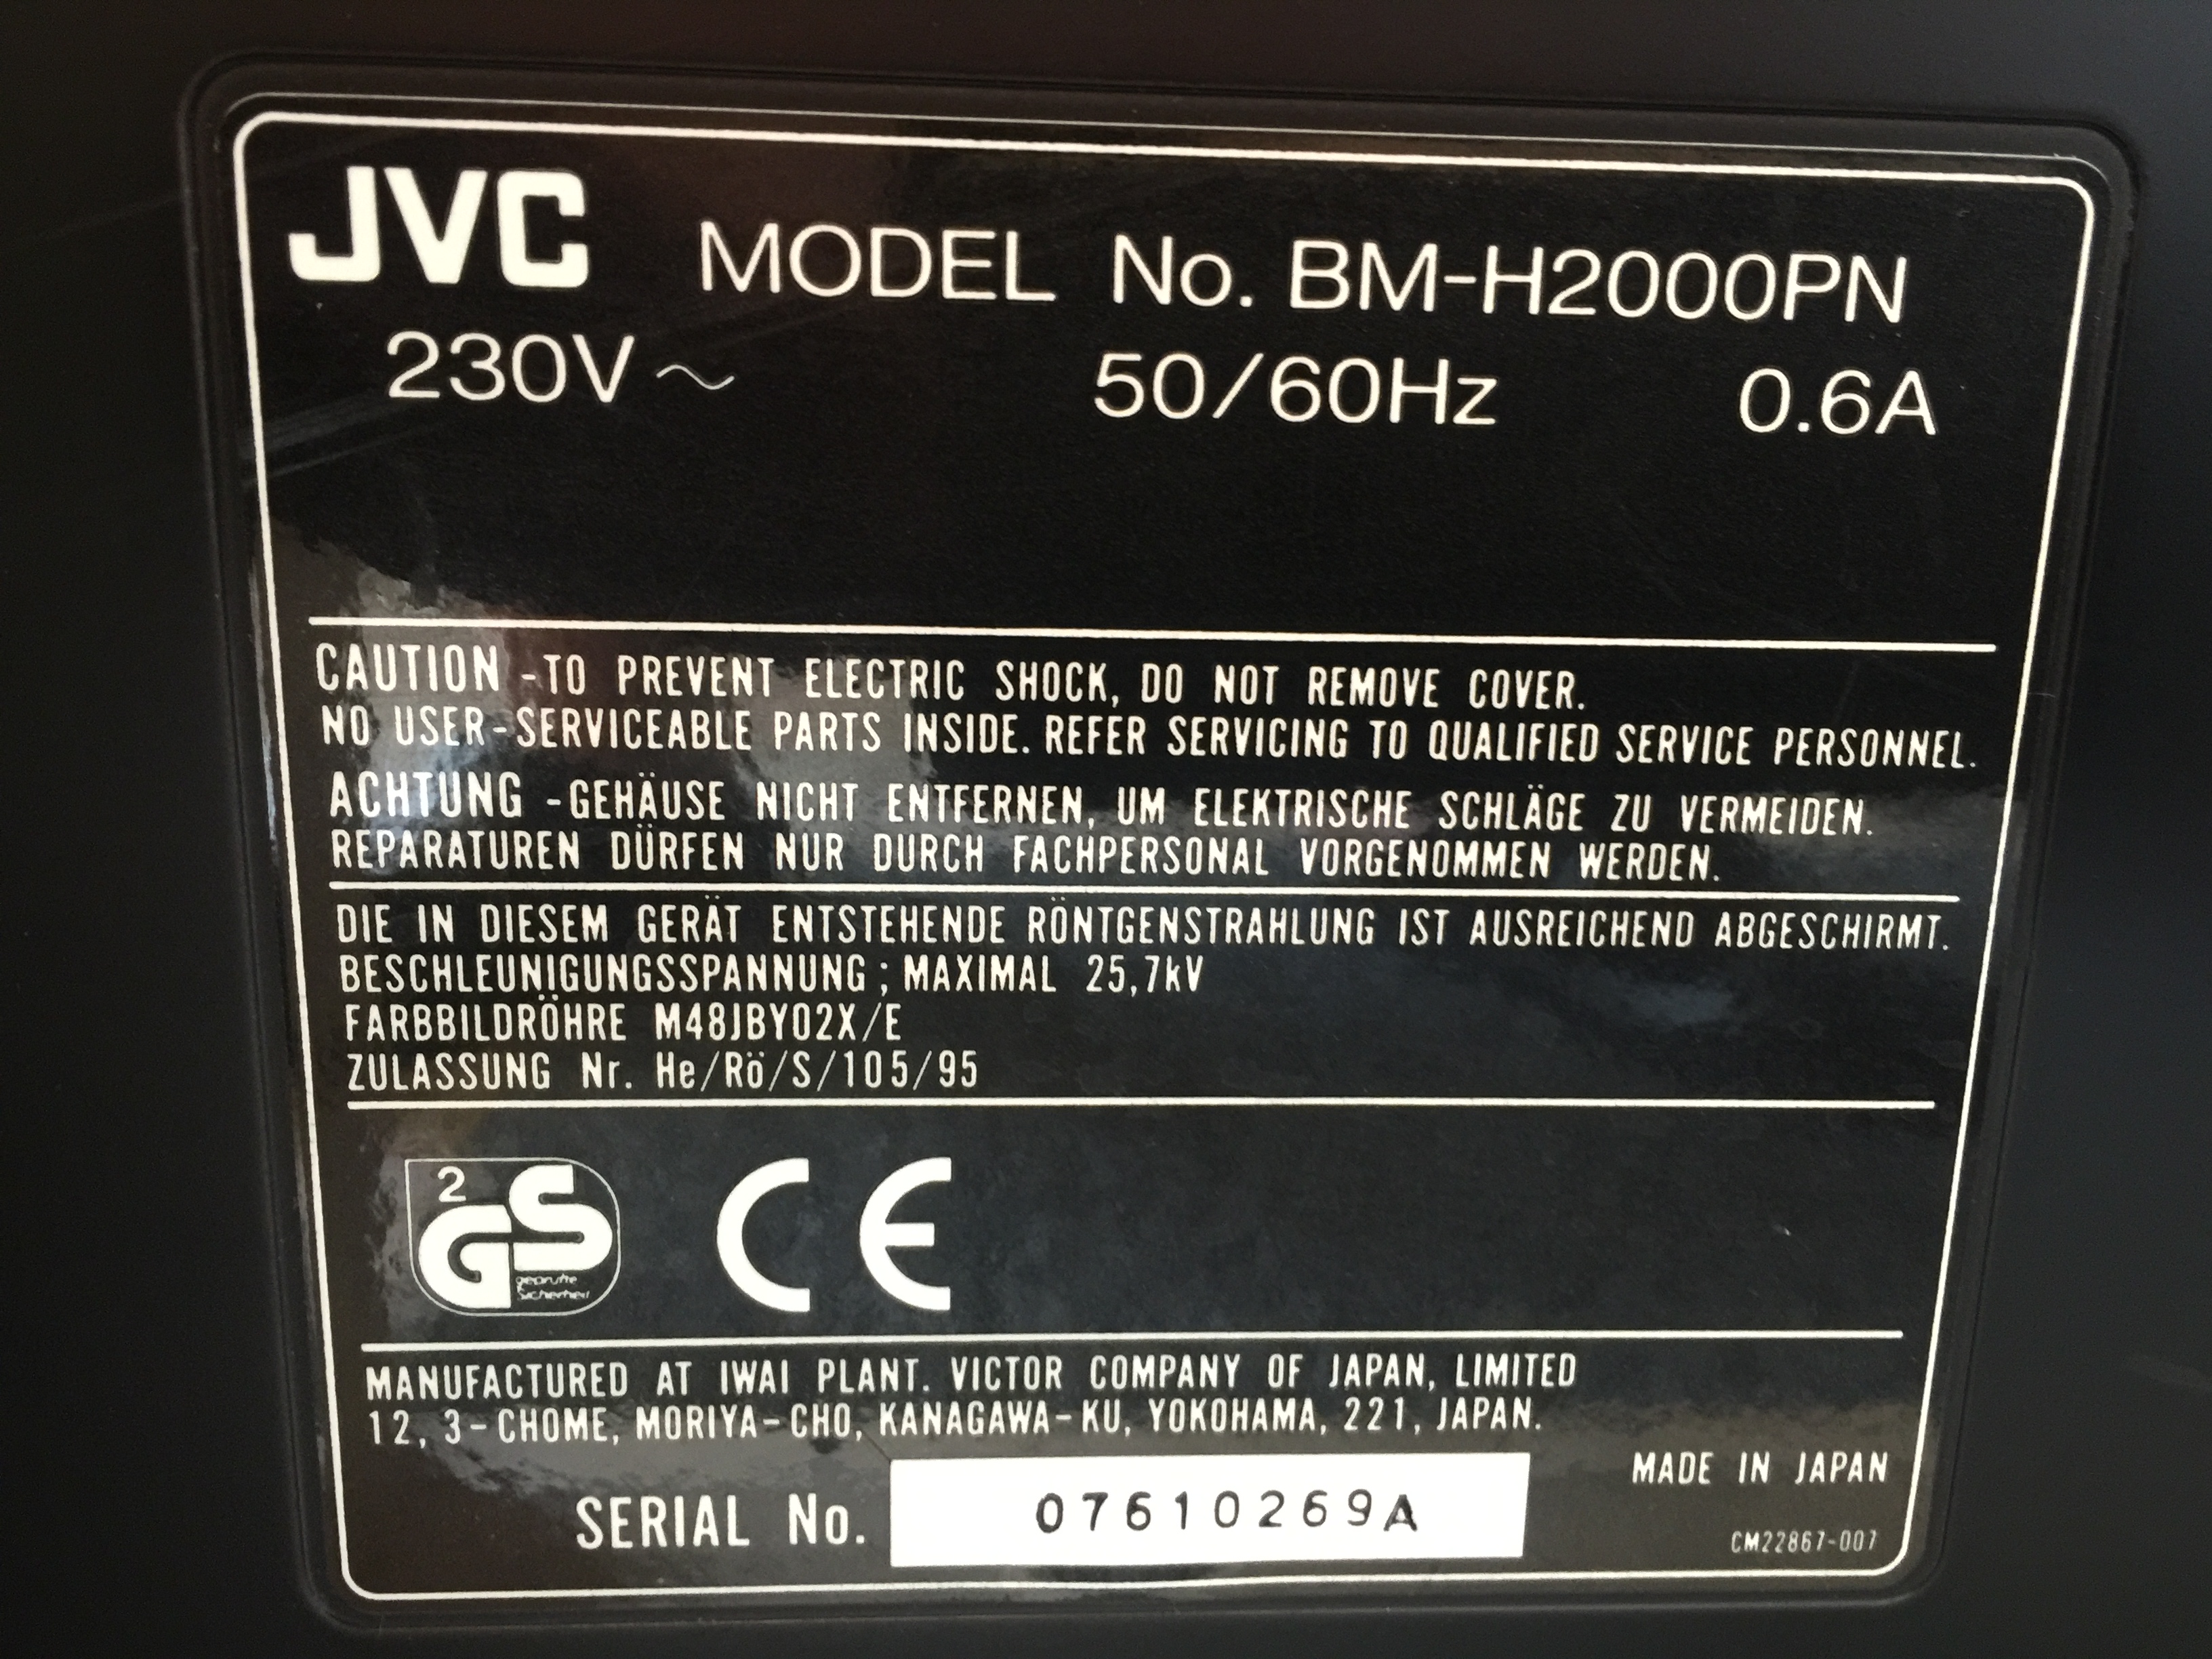 JVC MODEL No. BM-H2000PN
230V~ 50/60Hz 0.6A
CAUTION -TO PREVENT ELECTRIC SHOCK, DO NOT REMOVE COVER.
NO USER-SERVICEABLE PARTS INSIDE. REFER SERVICING TO QUALIFIED SERVICE PERSONNEL.
ACHTUNG -GEHÄUSE NICHT ENTFERNEN, UM ELEKTRISCHE SCHLÄGE ZU VERMEIDEN.
REPARATUREN DÜRFEN NUR DURCH FACHPERSONAL VORGENOMMEN WERDEN.
DIE IN DIESEM GERÄT ENTSTEHENDE RÖNTGENSTRAHLUNG IST AUSREICHEND ABGESCHIRMT.
BESCHLEUNIGUNGSSPANNUNG ; MAXIMAL 25,7kV
FARBBILDRÖHRE M48JBY02X/E
ZULASSUNG Nr. He/Rö/S/105/95
2
GS
geprüfte
Sicherheit
CE
MANUFACTURED AT IWAI PLANT. VICTOR COMPANY OF JAPAN, LIMITED
12, 3-CHOME, MORIYA-CHO, KANAGAWA-KU, YOKOHAMA, 221, JAPAN.
MADE IN JAPAN
SERIAL No. 07610269A
CM22867-007